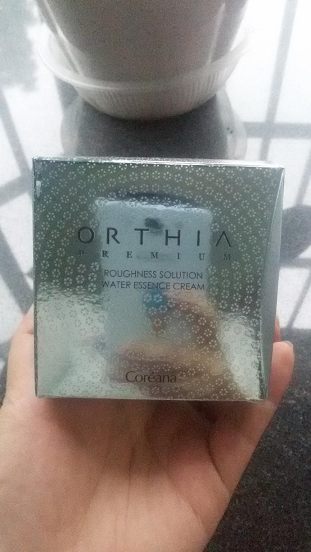 ORTHIA
PREMIUM
ROUGHNESS SOLUTION
WATER ESSENCE CREAM
Coreana